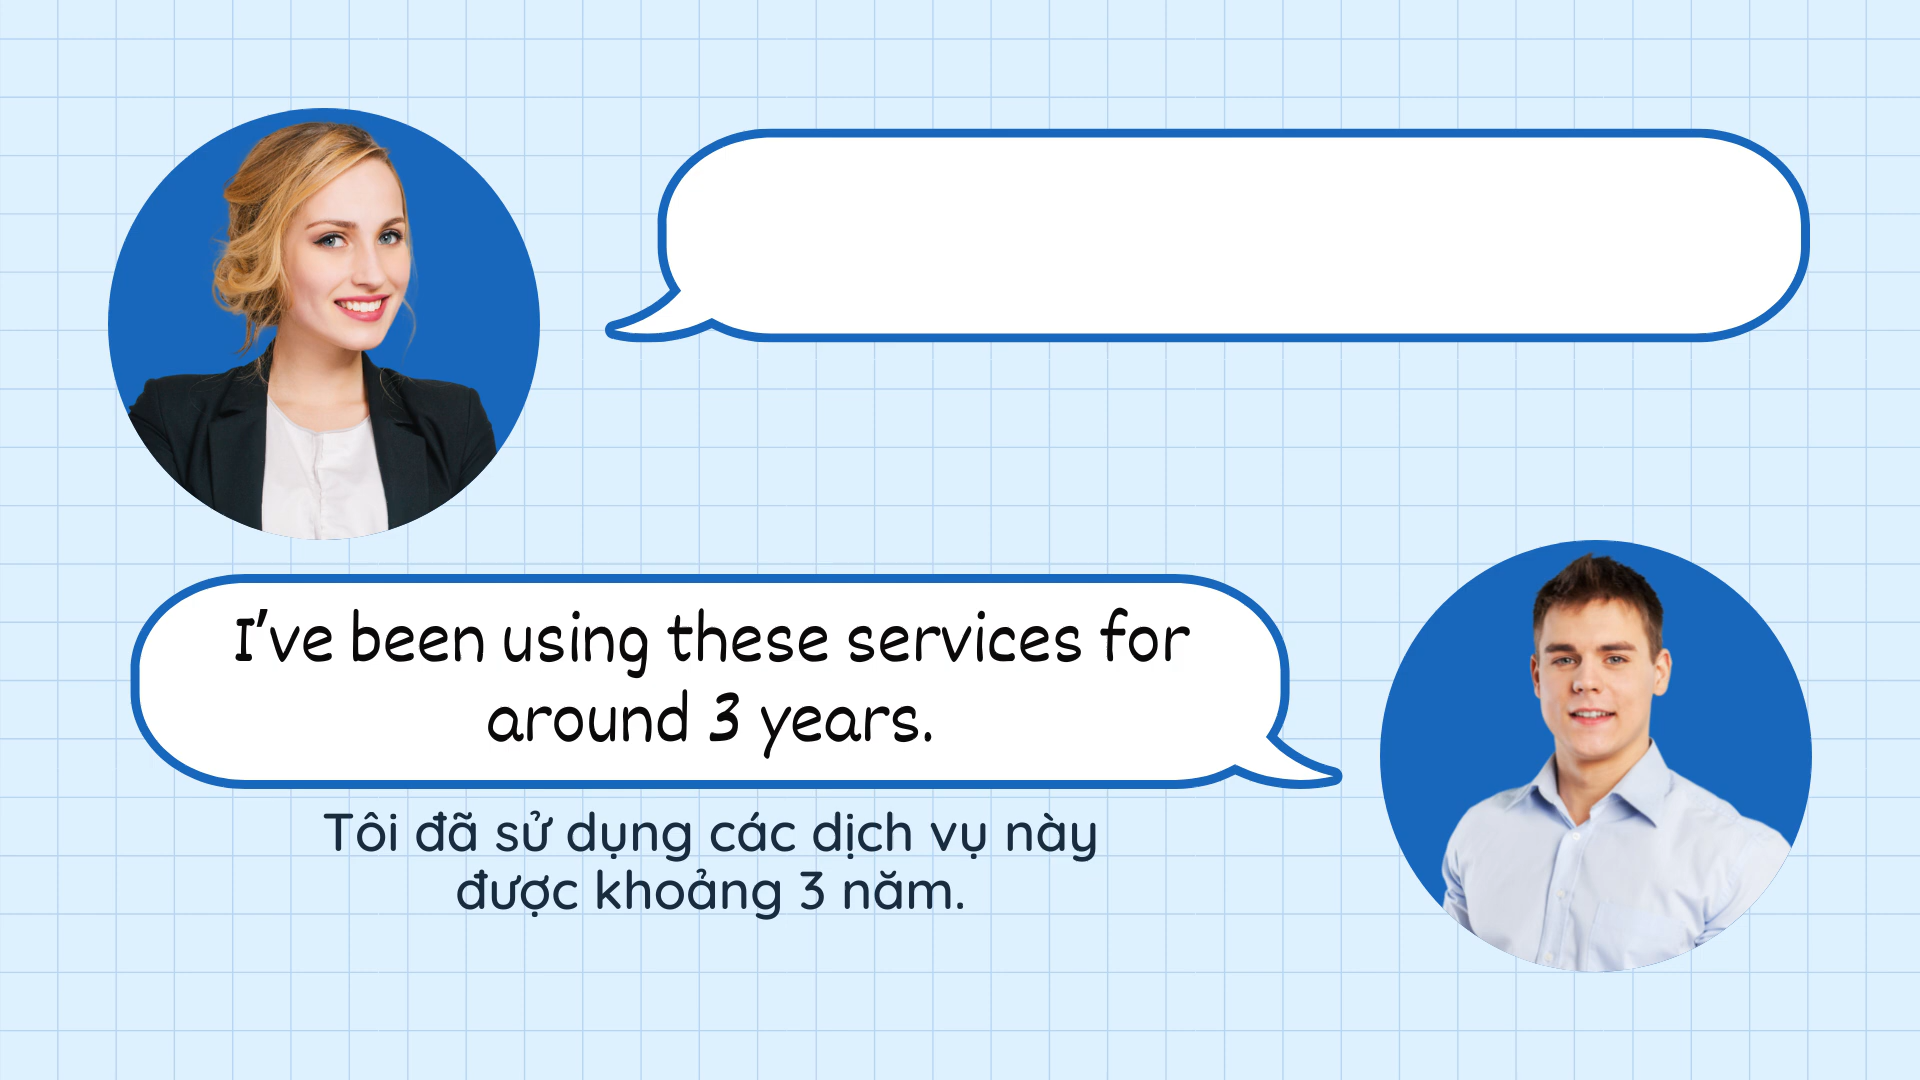 I've been using these services for
around 3 years.
Tôi đã sử dụng các dịch vụ này
được khoảng 3 năm.